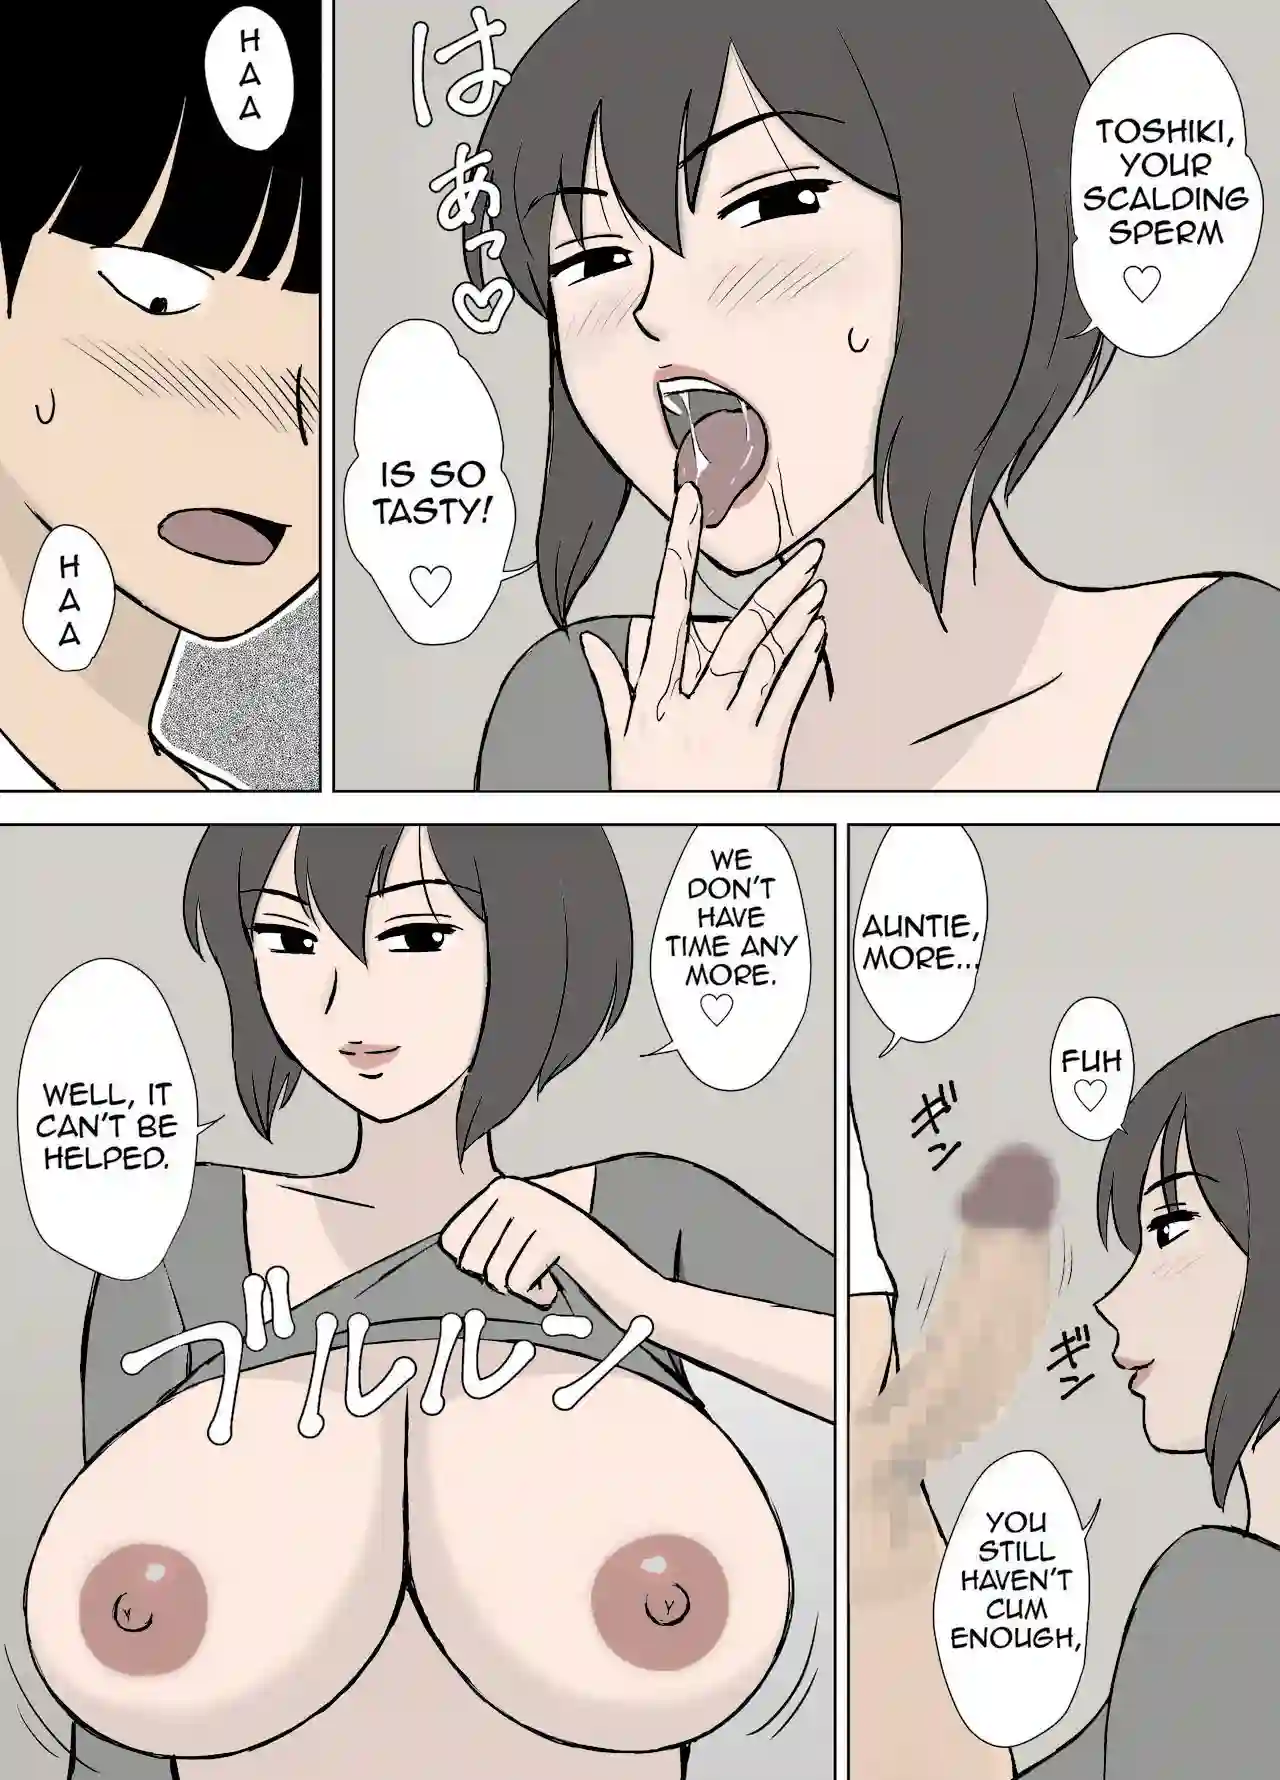 TOSHIKI,
YOUR
SCALDING
SPERM
♡
はあっ♡
IS SO
TASTY!
♡
HAA
HAA
AUNTIE,
MORE...
FUH
♡
ギン
ギン
YOU
STILL
HAVEN'T
CUM
ENOUGH,
WE
DON'T
HAVE
TIME ANY
MORE.
♡
WELL, IT
CAN'T BE
HELPED.
ブルルン